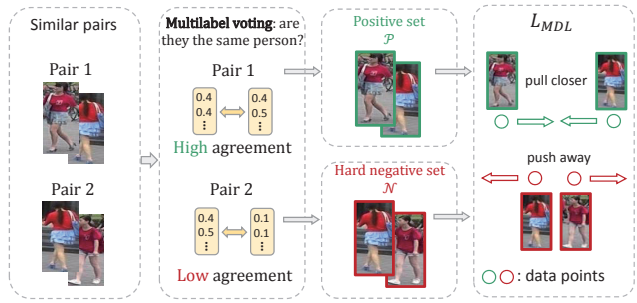 Similar pairs
Pair 1
Pair 2
Multilabel voting: are
they the same person?
Pair 1
0.4
0.4
⋮
0.4
0.5
⋮
High agreement
Pair 2
0.4
0.5
⋮
0.1
0.1
⋮
Low agreement
Positive set
𝒫
Hard negative set
𝒩
L_MDL
pull closer
push away
: data points